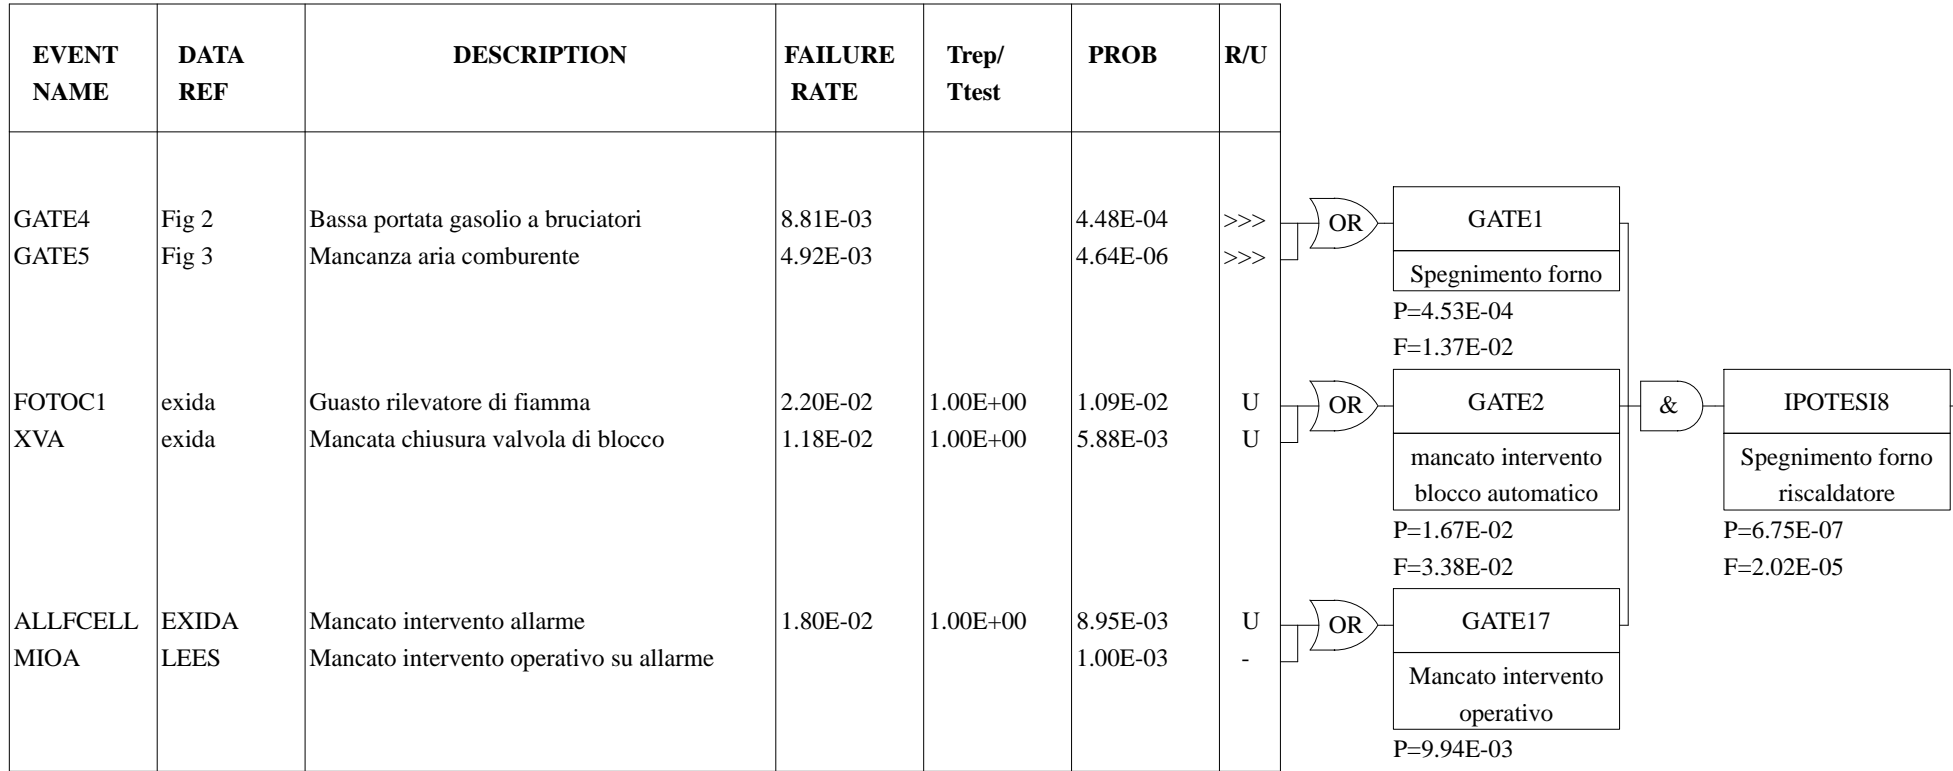 EVENT NAME DATA REF DESCRIPTION FAILURE RATE Trep/ Ttest PROB R/U
GATE4 Fig 2 Bassa portata gasolio a bruciatori 8.81E-03 4.48E-04 >>>
GATE5 Fig 3 Mancanza aria comburente 4.92E-03 4.64E-06 >>>
OR
GATE1
Spegnimento forno
P=4.53E-04
F=1.37E-02
FOTOC1 exida Guasto rilevatore di fiamma 2.20E-02 1.00E+00 1.09E-02 U
XVA exida Mancata chiusura valvola di blocco 1.18E-02 1.00E+00 5.88E-03 U
OR
GATE2
mancato intervento
blocco automatico
P=1.67E-02
F=3.38E-02
&
IPOTESI8
Spegnimento forno
riscaldatore
P=6.75E-07
F=2.02E-05
ALLFCELL EXIDA Mancato intervento allarme 1.80E-02 1.00E+00 8.95E-03 U
MIOA LEES Mancato intervento operativo su allarme 1.00E-03 -
OR
GATE17
Mancato intervento
operativo
P=9.94E-03